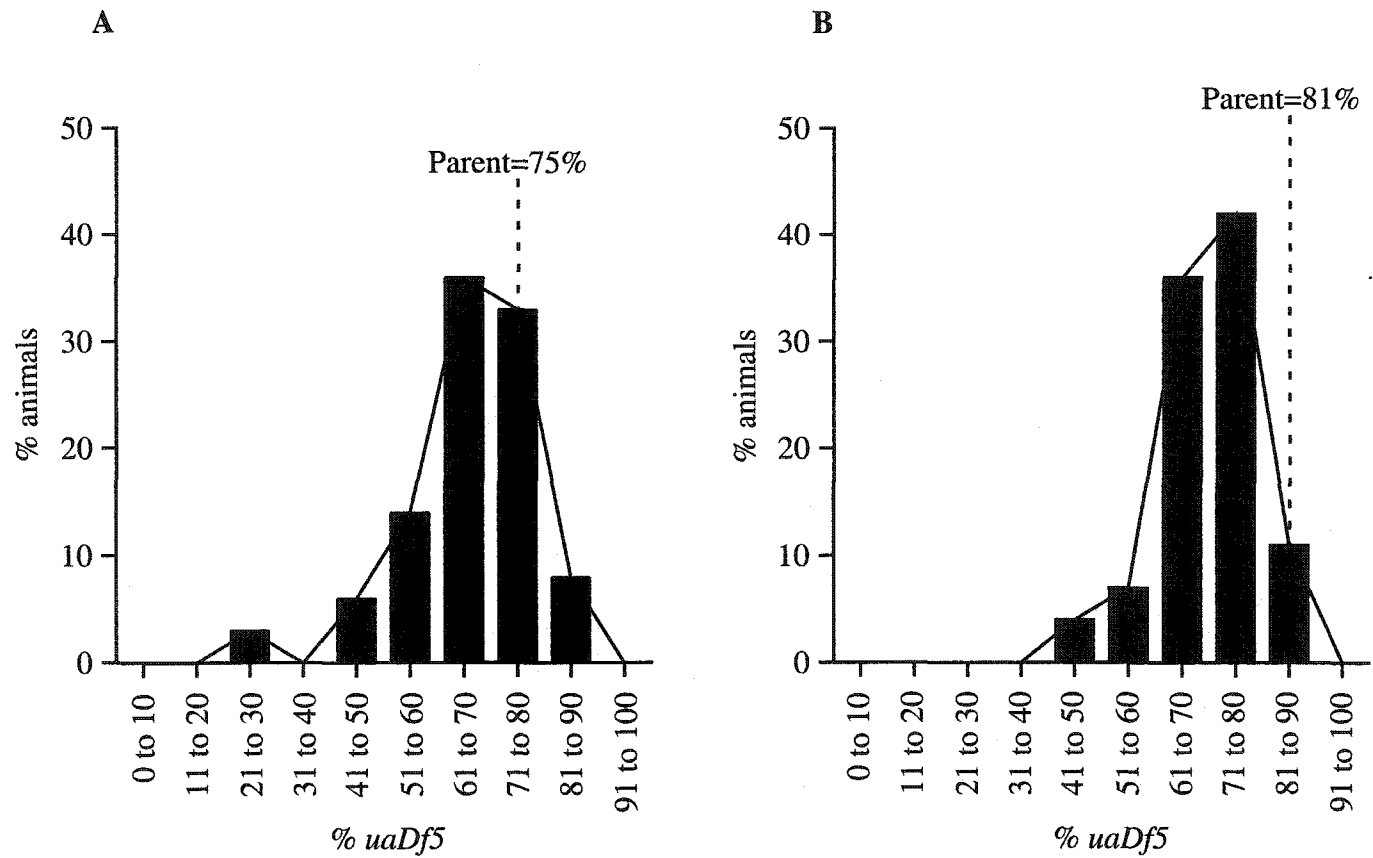 A
Parent=75%
50
40
30
20
10
0
% animals
0 to 10
11 to 20
21 to 30
31 to 40
41 to 50
51 to 60
61 to 70
71 to 80
81 to 90
91 to 100
% uaDf5
B
Parent=81%
50
40
30
20
10
0
% animals
0 to 10
11 to 20
21 to 30
31 to 40
41 to 50
51 to 60
61 to 70
71 to 80
81 to 90
91 to 100
% uaDf5